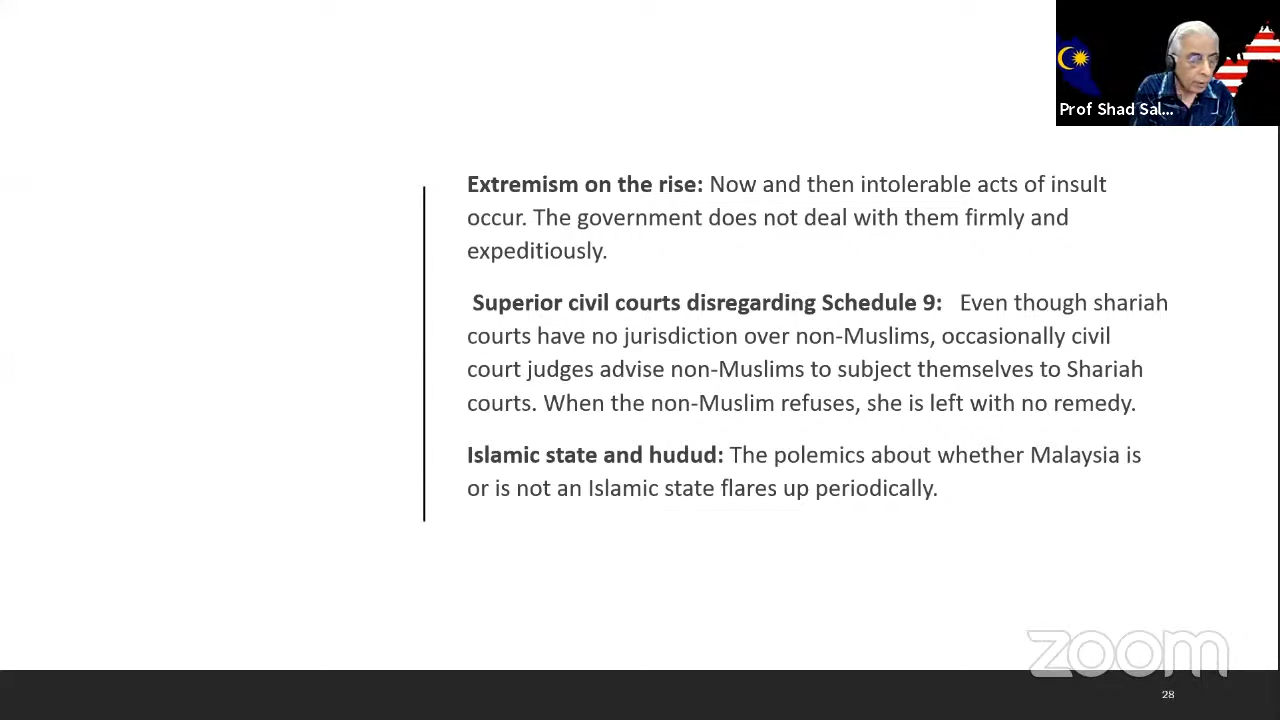 Prof Shad Sal...
Extremism on the rise: Now and then intolerable acts of insult
occur. The government does not deal with them firmly and
expeditiously.
Superior civil courts disregarding Schedule 9: Even though shariah
courts have no jurisdiction over non-Muslims, occasionally civil
court judges advise non-Muslims to subject themselves to Shariah
courts. When the non-Muslim refuses, she is left with no remedy.
Islamic state and hudud: The polemics about whether Malaysia is
or is not an Islamic state flares up periodically.
zoom
28